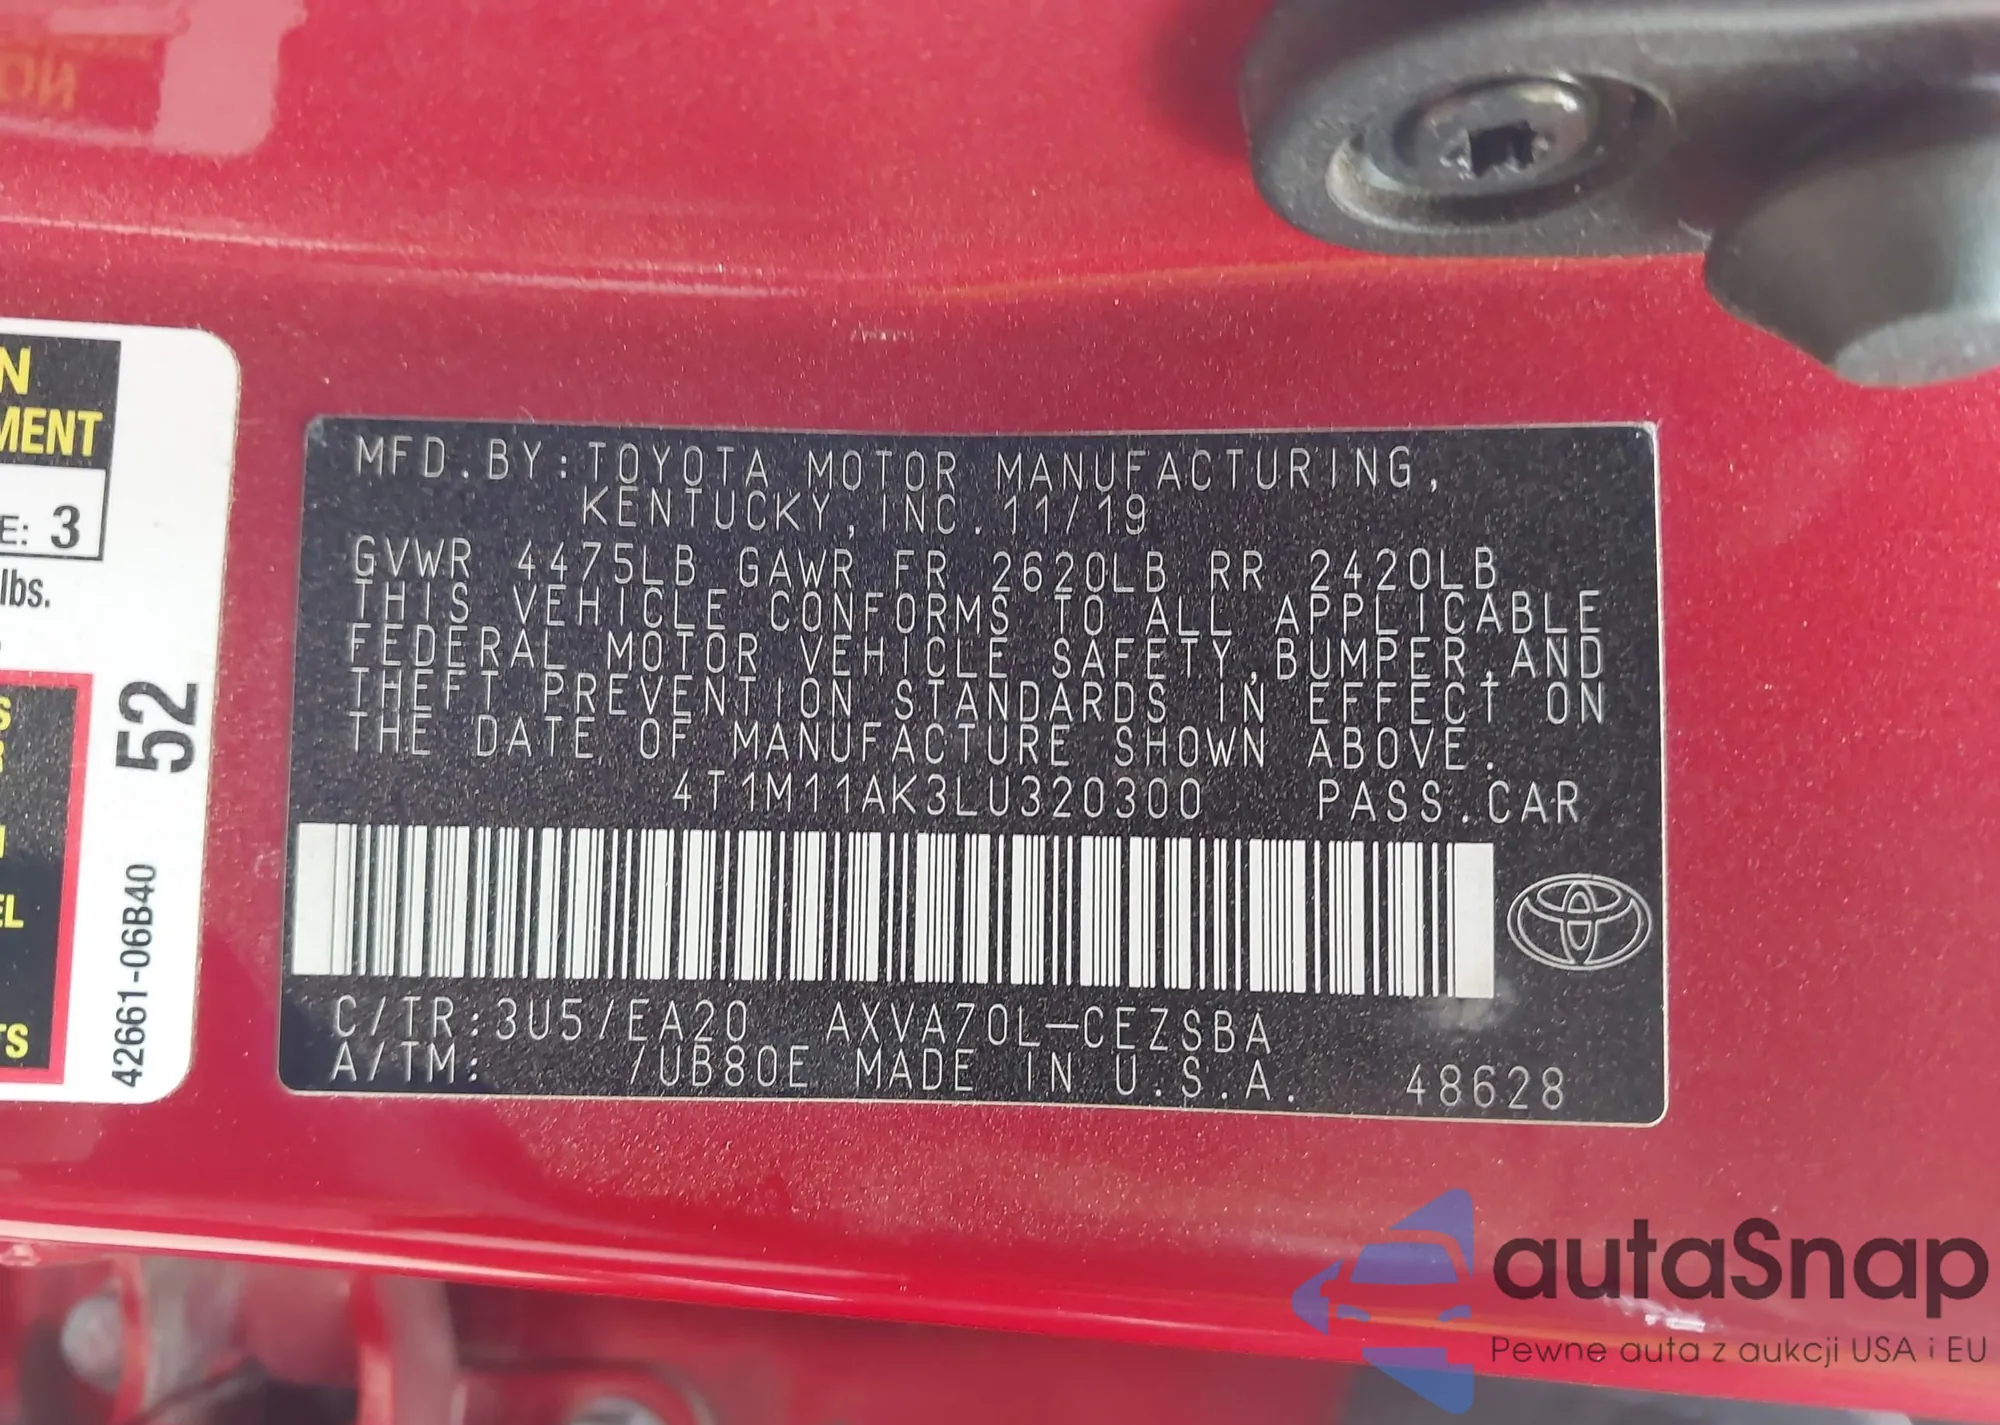 N
MENT
E: 3
lbs.
52
42661-06B40
EL
TS
MFD.BY:TOYOTA MOTOR MANUFACTURING,
KENTUCKY,INC.11/19
GVWR 4475LB GAWR FR 2620LB RR 2420LB
THIS VEHICLE CONFORMS TO ALL APPLICABLE
FEDERAL MOTOR VEHICLE SAFETY,BUMPER,AND
THEFT PREVENTION STANDARDS IN EFFECT ON
THE DATE OF MANUFACTURE SHOWN ABOVE.
4T1M11AK3LU320300 PASS.CAR
C/TR:3U5/EA20 AXVA70L-CEZSBA
A/TM: /UB80E MADE IN U.S.A. 48628
autaSnap
Pewne auta z aukcji USA i EU